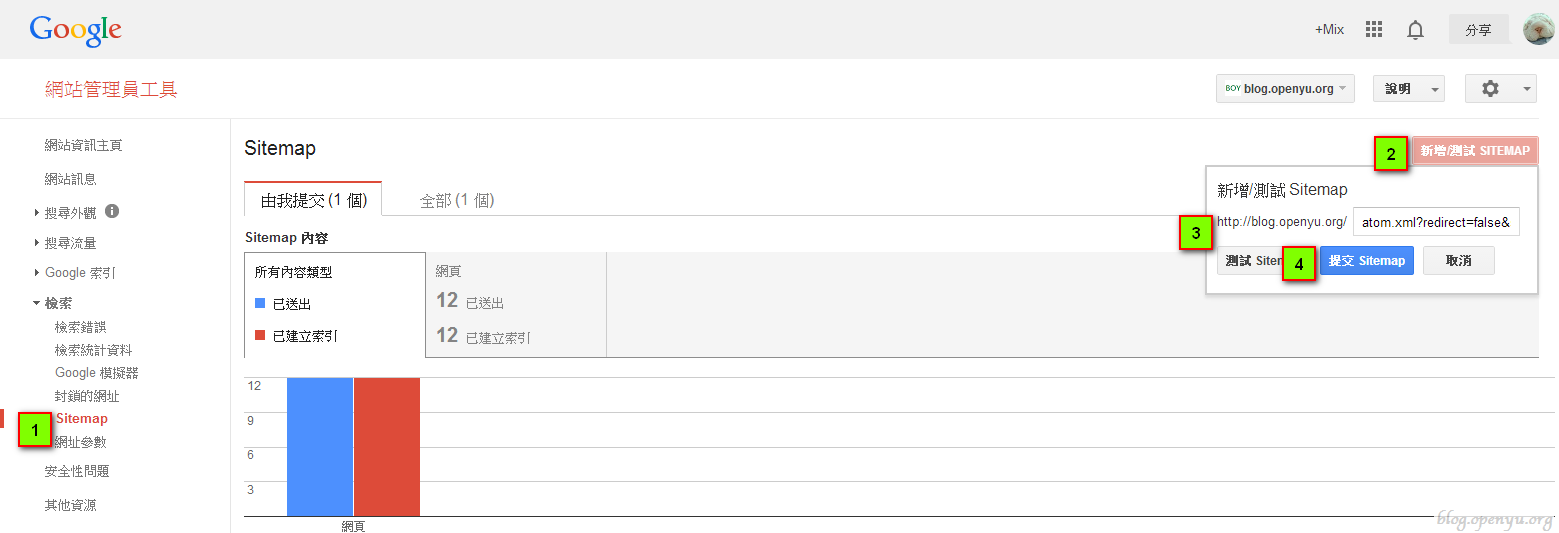 Google
+Mix
分享
網站管理員工具
BOY blog.openyu.org
說明
網站資訊主頁
網站訊息
搜尋外觀
搜尋流量
Google 索引
檢索
檢索錯誤
檢索統計資料
Google 模擬器
封鎖的網址
1 Sitemap
網址參數
安全性問題
其他資源
Sitemap
2 新增/測試 SITEMAP
新增/測試 Sitemap
3 http://blog.openyu.org/ atom.xml?redirect=false&
測試 Sitem 4 提交 Sitemap 取消
由我提交 (1 個) 全部 (1 個)
Sitemap 內容
所有內容類型
已送出
已建立索引
網頁
12 已送出
12 已建立索引
12
9
6
3
網頁
blog.openyu.org